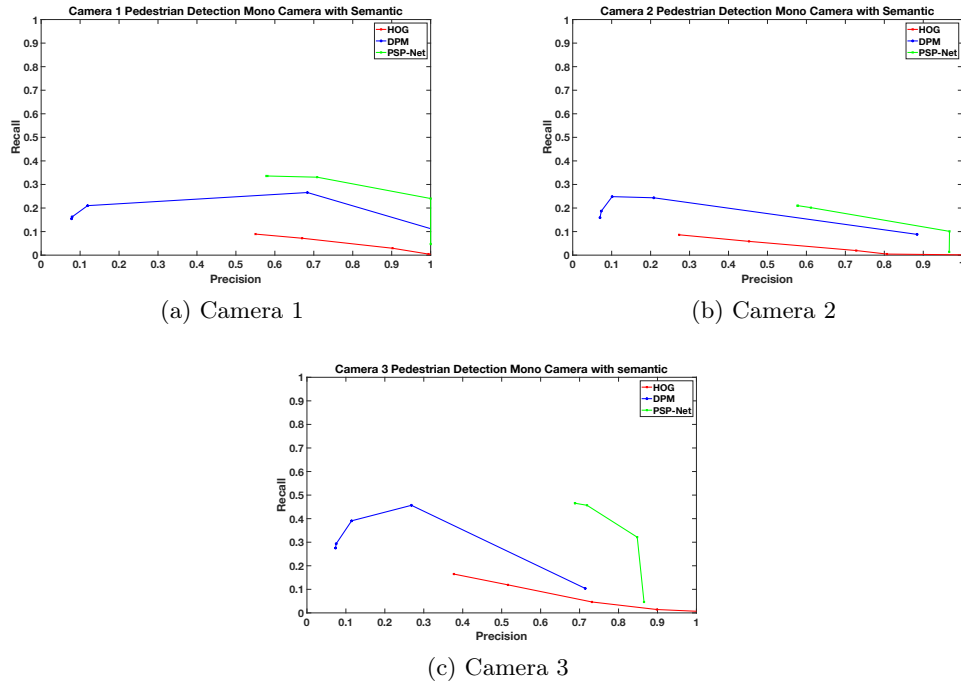 Camera 1 Pedestrian Detection Mono Camera with Semantic
HOG
DPM
PSP-Net
1
0.9
0.8
0.7
0.6
0.5
0.4
0.3
0.2
0.1
0
Recall
0 0.1 0.2 0.3 0.4 0.5 0.6 0.7 0.8 0.9 1
Precision
(a) Camera 1
Camera 2 Pedestrian Detection Mono Camera with Semantic
HOG
DPM
PSP-Net
1
0.9
0.8
0.7
0.6
0.5
0.4
0.3
0.2
0.1
0
Recall
0 0.1 0.2 0.3 0.4 0.5 0.6 0.7 0.8 0.9 1
Precision
(b) Camera 2
Camera 3 Pedestrian Detection Mono Camera with semantic
HOG
DPM
PSP-Net
1
0.9
0.8
0.7
0.6
0.5
0.4
0.3
0.2
0.1
0
Recall
0 0.1 0.2 0.3 0.4 0.5 0.6 0.7 0.8 0.9 1
Precision
(c) Camera 3